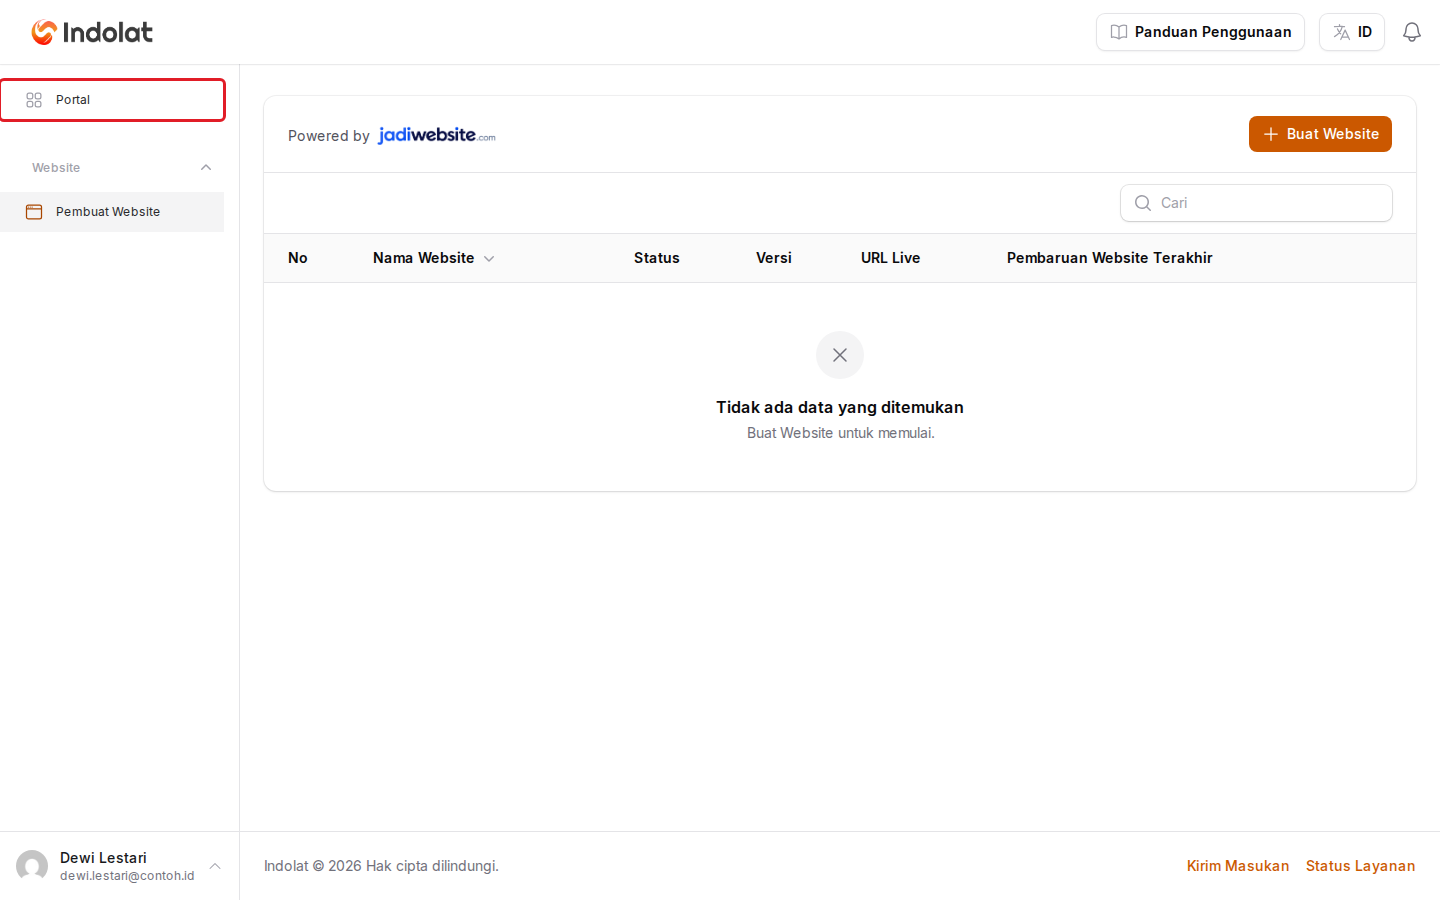 Indolat
Panduan Penggunaan
ID
Portal
Website
Pembuat Website
Powered by jadiwebsite.com
Buat Website
Cari
No Nama Website Status Versi URL Live Pembaruan Website Terakhir
Tidak ada data yang ditemukan
Buat Website untuk memulai.
Dewi Lestari
dewi.lestari@contoh.id
Indolat © 2026 Hak cipta dilindungi.
Kirim Masukan Status Layanan